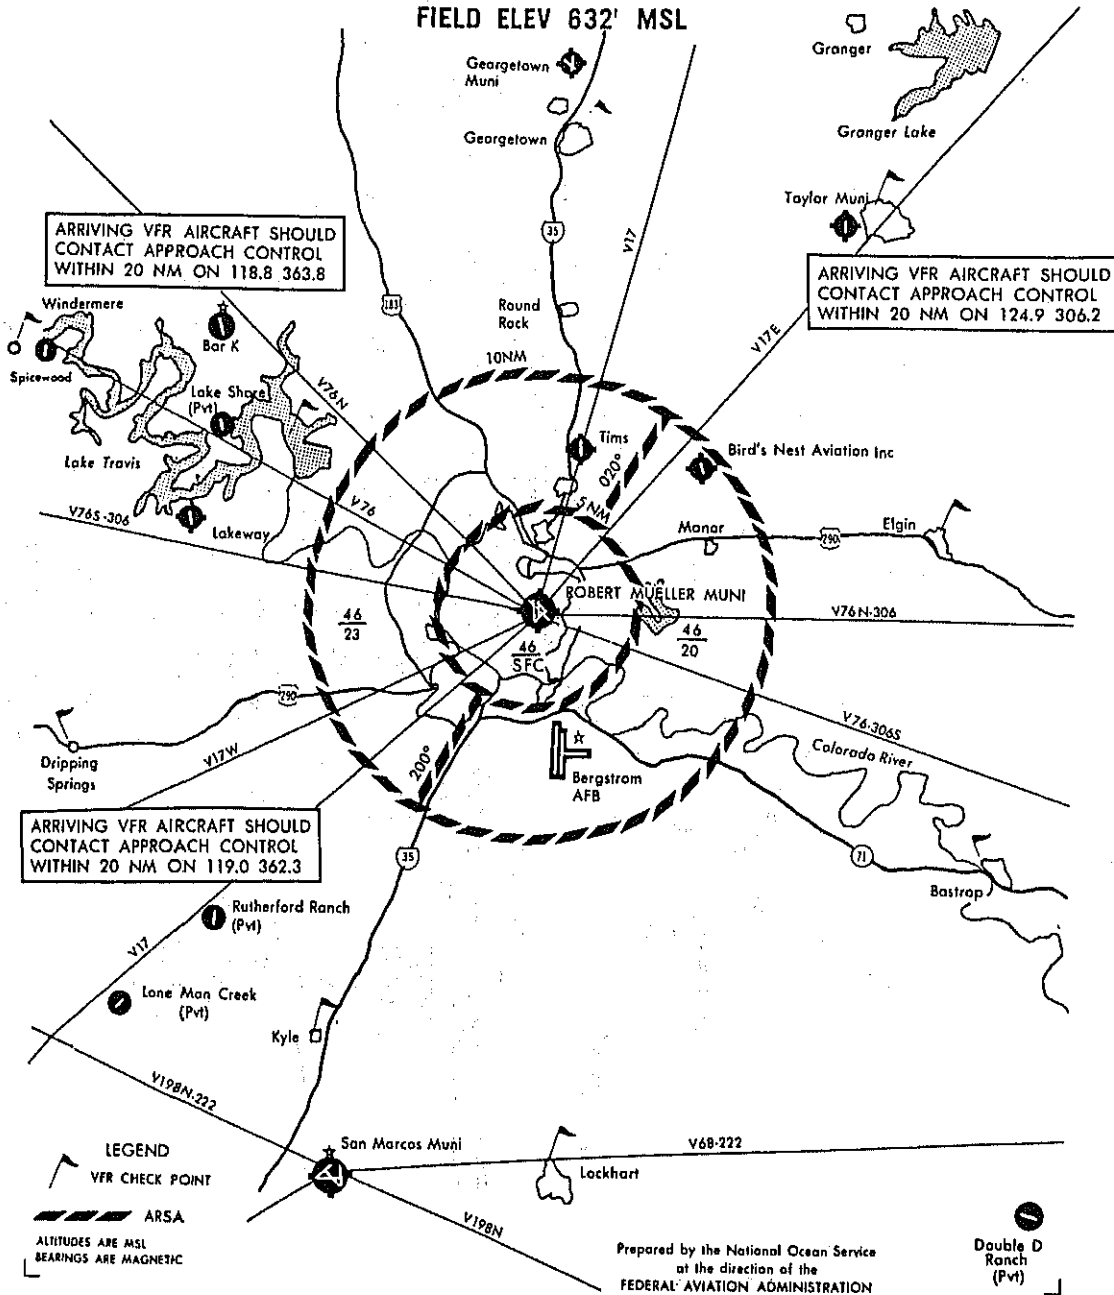 FIELD ELEV 632' MSL
Georgetown
Muni
Granger
Georgetown
Granger Lake
Taylor Muni
35
V17
ARRIVING VFR AIRCRAFT SHOULD
CONTACT APPROACH CONTROL
WITHIN 20 NM ON 118.8 363.8
ARRIVING VFR AIRCRAFT SHOULD
CONTACT APPROACH CONTROL
WITHIN 20 NM ON 124.9 306.2
183
Windermere
Round
Rock
Bar K
V17E
10NM
Spicewood
V76N
Lake Shore
(Pvt)
Tims
Bird's Nest Aviation Inc
Lake Travis
020°
V76
5 NM
V76S-306
Lakeway
Manor
290
Elgin
ROBERT MUELLER MUNI
V76N-306
46
23
46
SFC
46
20
290
V76-306S
Dripping
Springs
V17W
200°
Bergstrom
AFB
Colorado River
ARRIVING VFR AIRCRAFT SHOULD
CONTACT APPROACH CONTROL
WITHIN 20 NM ON 119.0 362.3
35
71
Bastrop
Rutherford Ranch
(Pvt)
V17
Lone Man Creek
(Pvt)
Kyle
V198N-222
San Marcos Muni
V68-222
Lockhart
V198N
LEGEND
VFR CHECK POINT
ARSA
ALTITUDES ARE MSL
BEARINGS ARE MAGNETIC
Prepared by the National Ocean Service
at the direction of the
FEDERAL AVIATION ADMINISTRATION
Double D
Ranch
(Pvt)